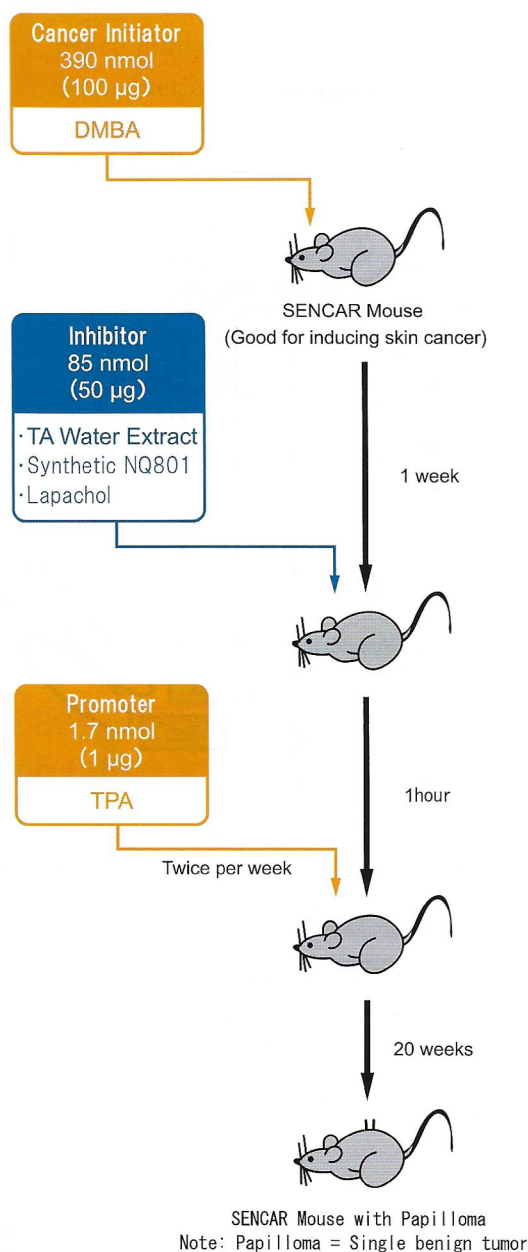 Cancer Initiator
390 nmol
(100 μg)
DMBA
SENCAR Mouse
(Good for inducing skin cancer)
Inhibitor
85 nmol
(50 μg)
·TA Water Extract
·Synthetic NQ801
·Lapachol
1 week
Promoter
1.7 nmol
(1 μg)
TPA
Twice per week
1hour
20 weeks
SENCAR Mouse with Papilloma
Note: Papilloma = Single benign tumor